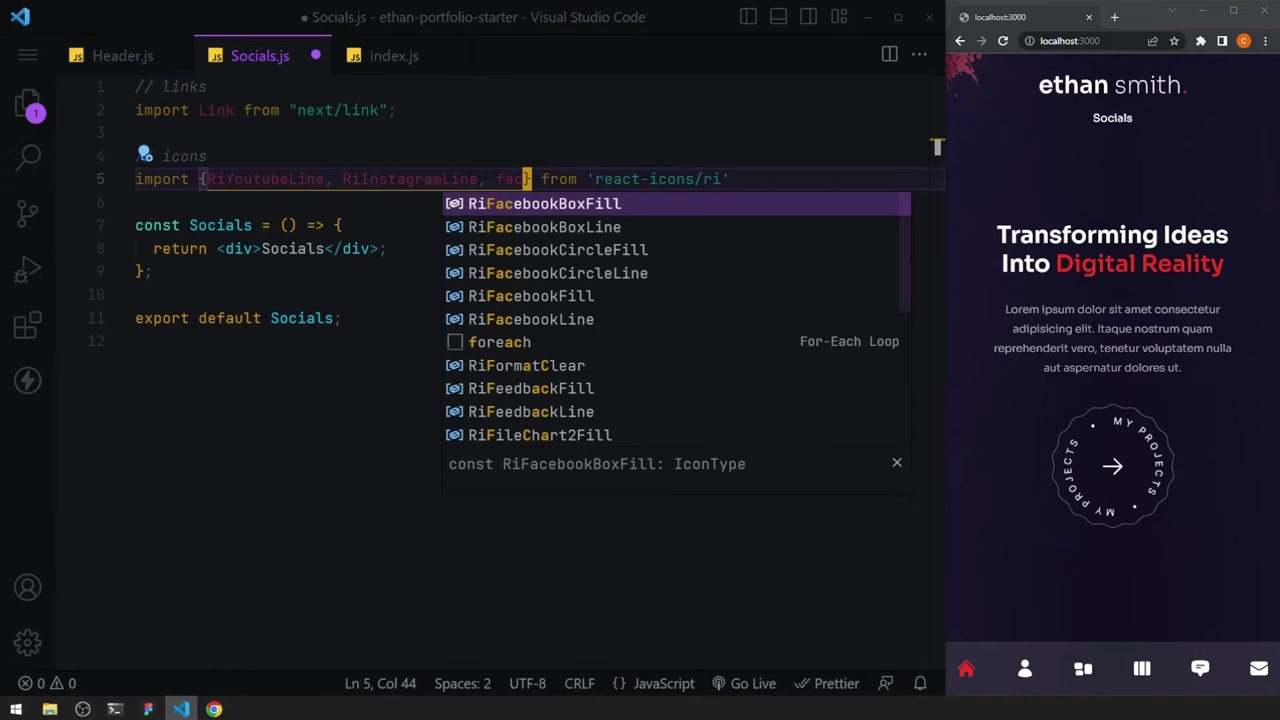 Socials.js - ethan-portfolio-starter - Visual Studio Code
Header.js
Socials.js
index.js
1 // links
2 import Link from "next/link";
3
4 // icons
5 import {RiYoutubeLine, RiInstagramLine, fac} from 'react-icons/ri'
6
7 const Socials = () => {
8 return <div>Socials</div>;
9 };
10
11 export default Socials;
12
RiFacebookBoxFill
RiFacebookBoxLine
RiFacebookCircleFill
RiFacebookCircleLine
RiFacebookFill
RiFacebookLine
foreach For-Each Loop
RiFormatClear
RiFeedbackFill
RiFeedbackLine
RiFileChart2Fill
const RiFacebookBoxFill: IconType
1
0 0
Ln 5, Col 44 Spaces: 2 UTF-8 CRLF {} JavaScript Go Live Prettier
localhost:3000
localhost:3000
C
ethan smith.
Socials
Transforming Ideas
Into Digital Reality
Lorem ipsum dolor sit amet consectetur
adipisicing elit. Itaque nostrum quam
reprehenderit vero, tenetur voluptatem nulla
aut aspernatur dolores ut.
MY PROJECTS • MY PROJECTS •